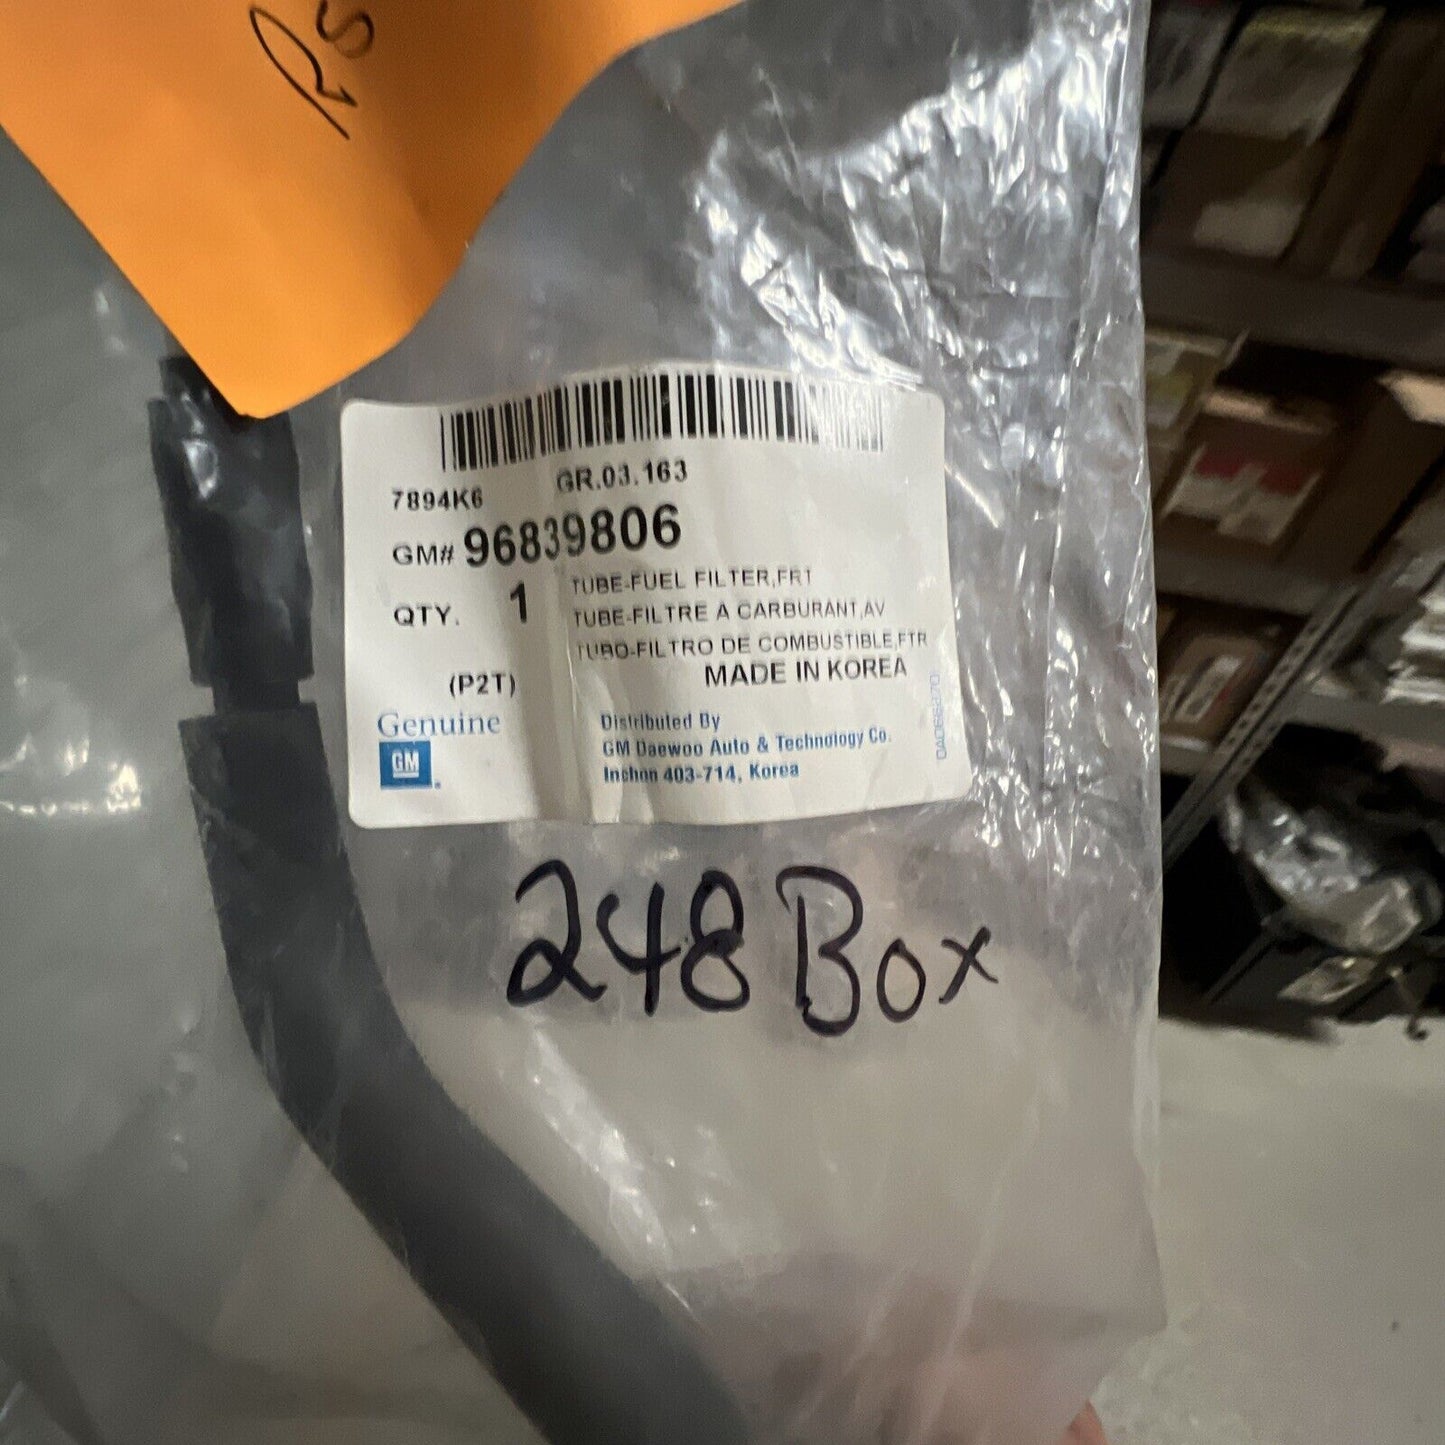 Rs
GR.03.163
7894K6
GM# 96839806
TUBE-FUEL FILTER,FRT
QTY. 1
TUBE-FILTRE A CARBURANT,AV
TUBO-FILTRO DE COMBUSTIBLE,FTR
MADE IN KOREA
(P2T)
Genuine
GM
Distributed By
GM Daewoo Auto & Technology Co.
Inchon 403-714, Korea
248 Box